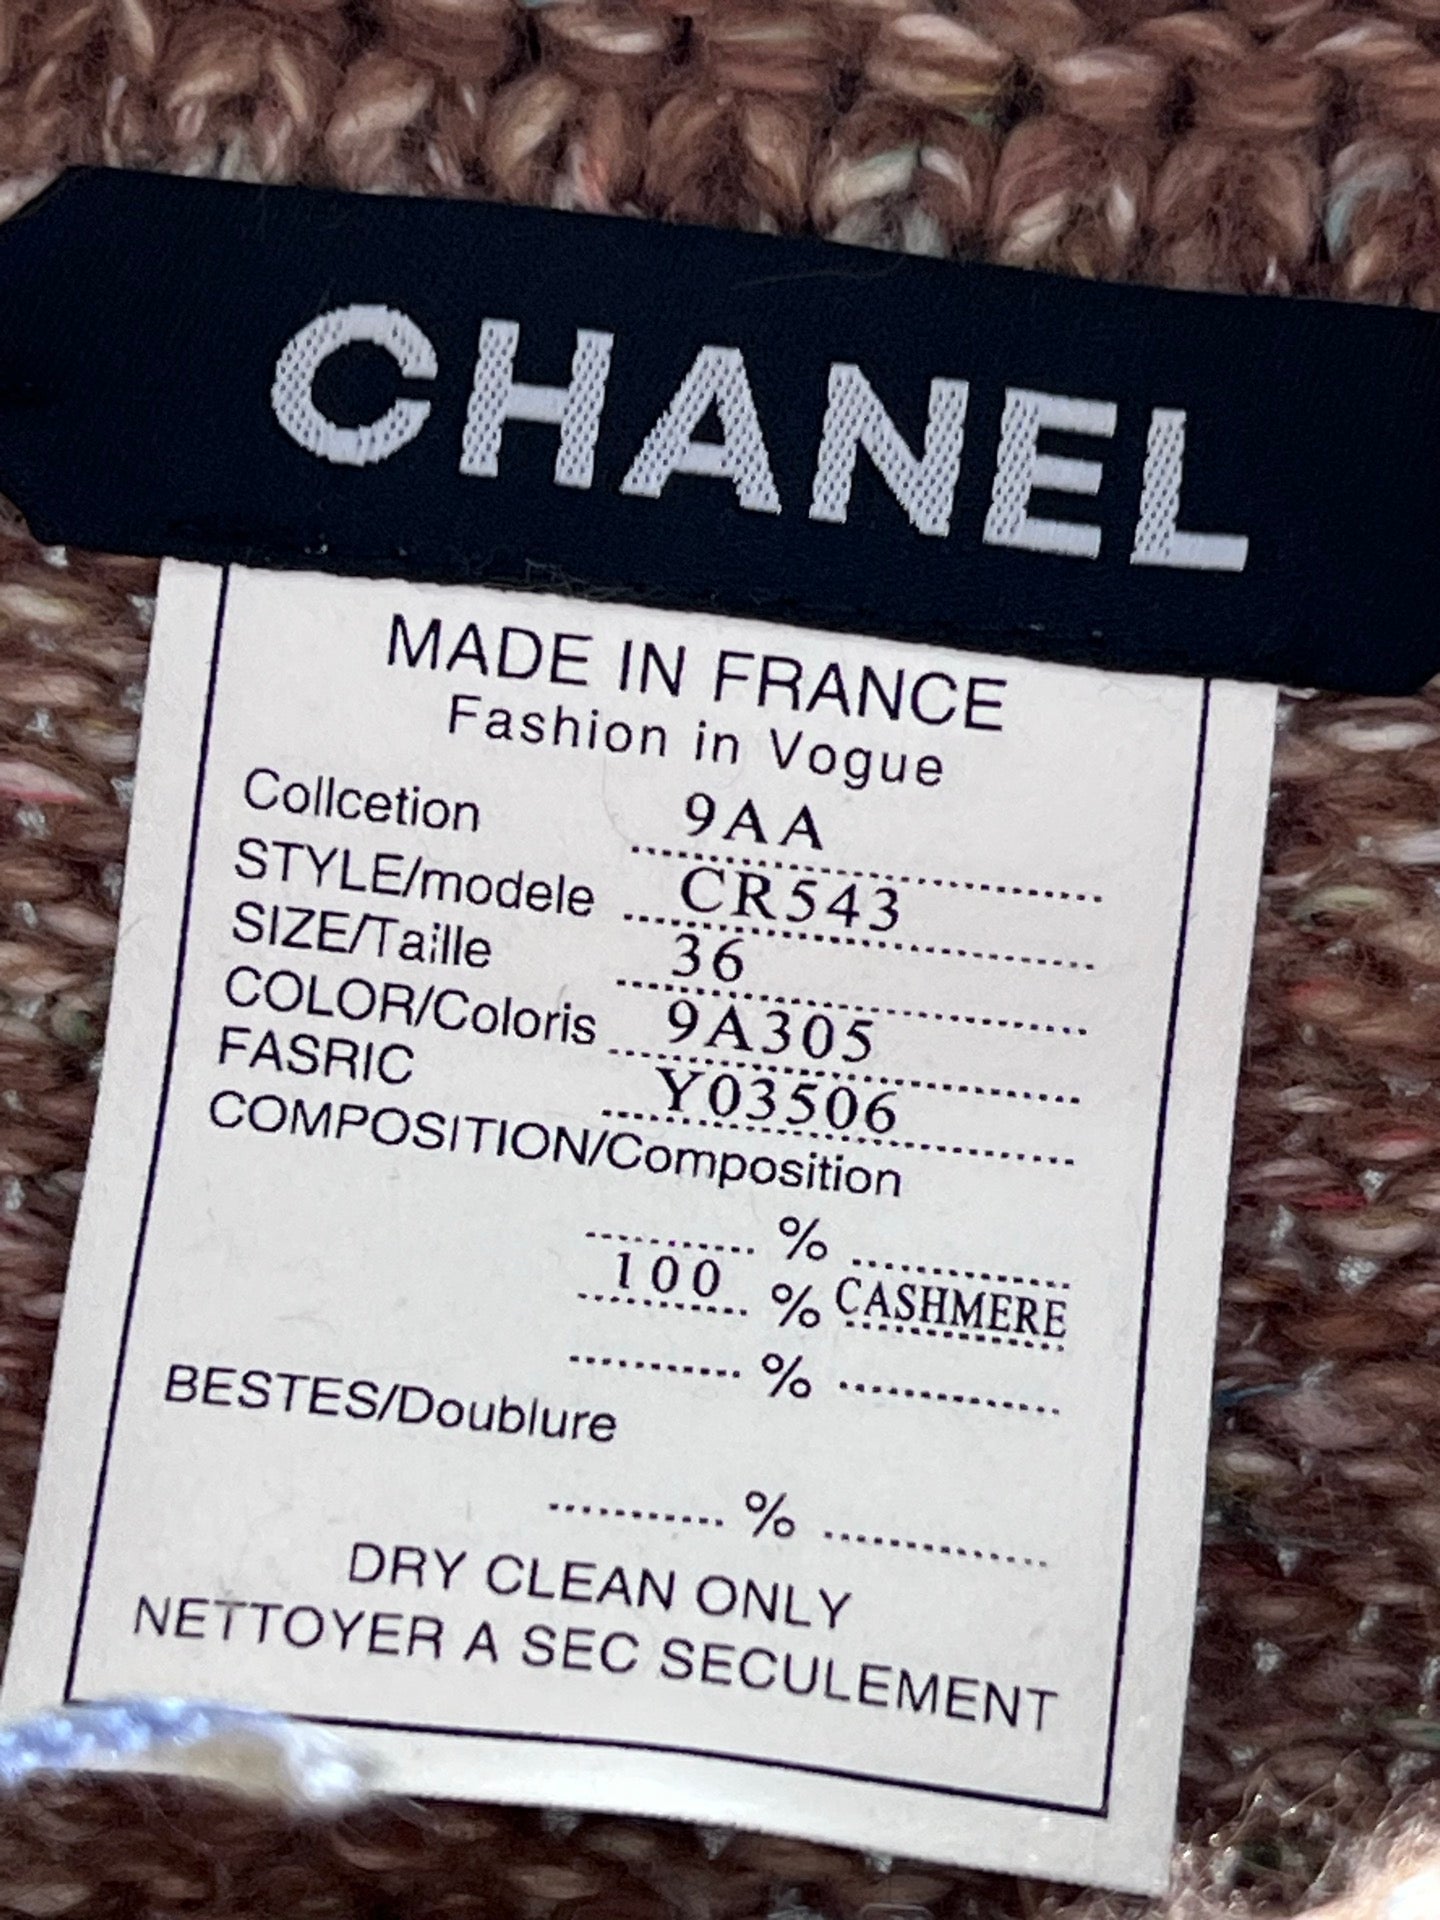 CHANEL
MADE IN FRANCE
Fashion in Vogue
Collcetion 9AA
STYLE/modele CR543
SIZE/Taille 36
COLOR/Coloris 9A305
FASRIC Y03506
COMPOSITION/Composition
%
100 % CASHMERE
%
BESTES/Doublure
%
DRY CLEAN ONLY
NETTOYER A SEC SECULEMENT